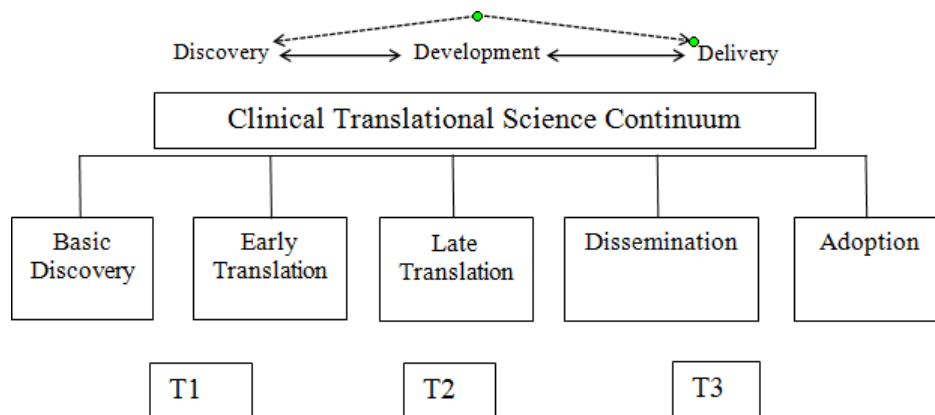 Discovery Development Delivery
Clinical Translational Science Continuum
Basic
Discovery
Early
Translation
Late
Translation
Dissemination
Adoption
T1 T2 T3